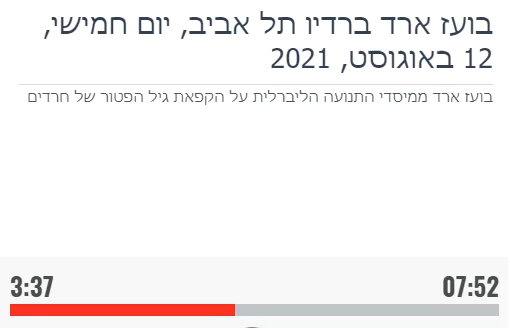 בועז ארד ברדיו תל אביב, יום חמישי,
12 באוגוסט, 2021
בועז ארד ממיסדי התנועה הליברלית על הקפאת גיל הפטור של חרדים
3:37
07:52